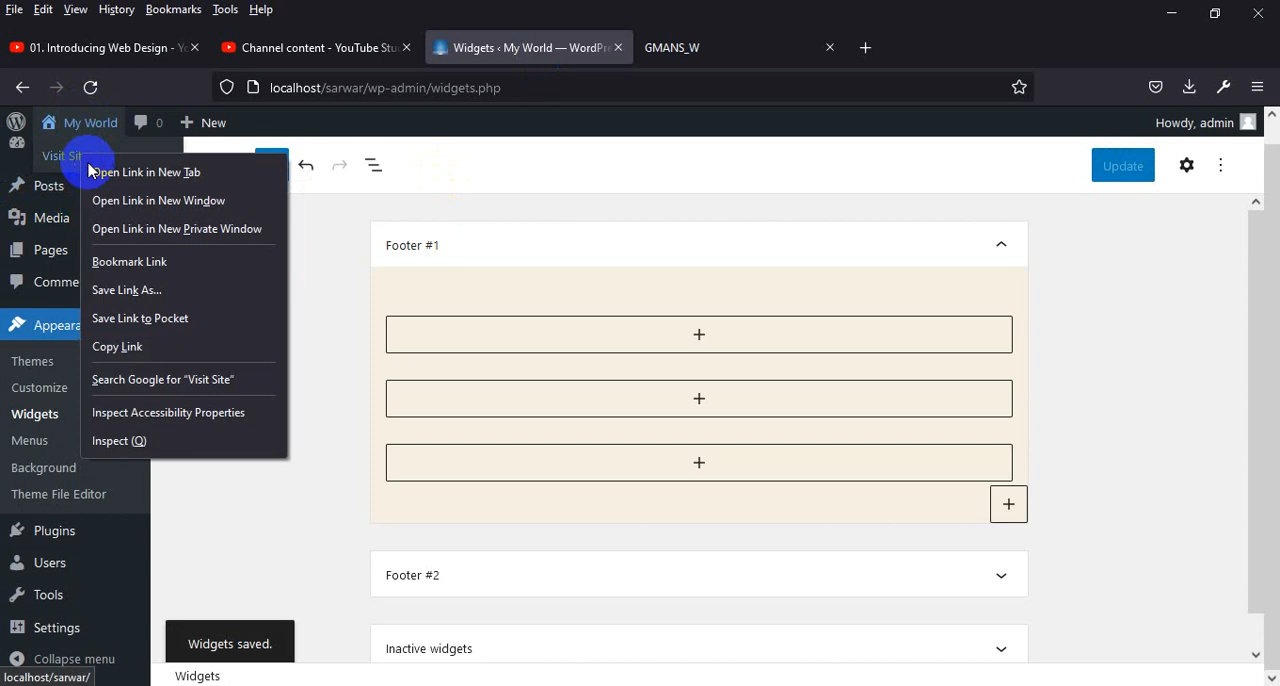 File Edit View History Bookmarks Tools Help
01. Introducing Web Design - Yo
Channel content - YouTube Stu
Widgets ‹ My World — WordPre
GMANS_W
localhost/sarwar/wp-admin/widgets.php
My World 0 New
Howdy, admin
Visit Sit
Open Link in New Tab
Open Link in New Window
Open Link in New Private Window
Bookmark Link
Save Link As...
Save Link to Pocket
Copy Link
Search Google for "Visit Site"
Inspect Accessibility Properties
Inspect (Q)
Posts
Media
Pages
Comme
Appeara
Themes
Customize
Widgets
Menus
Background
Theme File Editor
Plugins
Users
Tools
Settings
Collapse menu
localhost/sarwar/
Update
Footer #1
Footer #2
Inactive widgets
Widgets saved.
Widgets